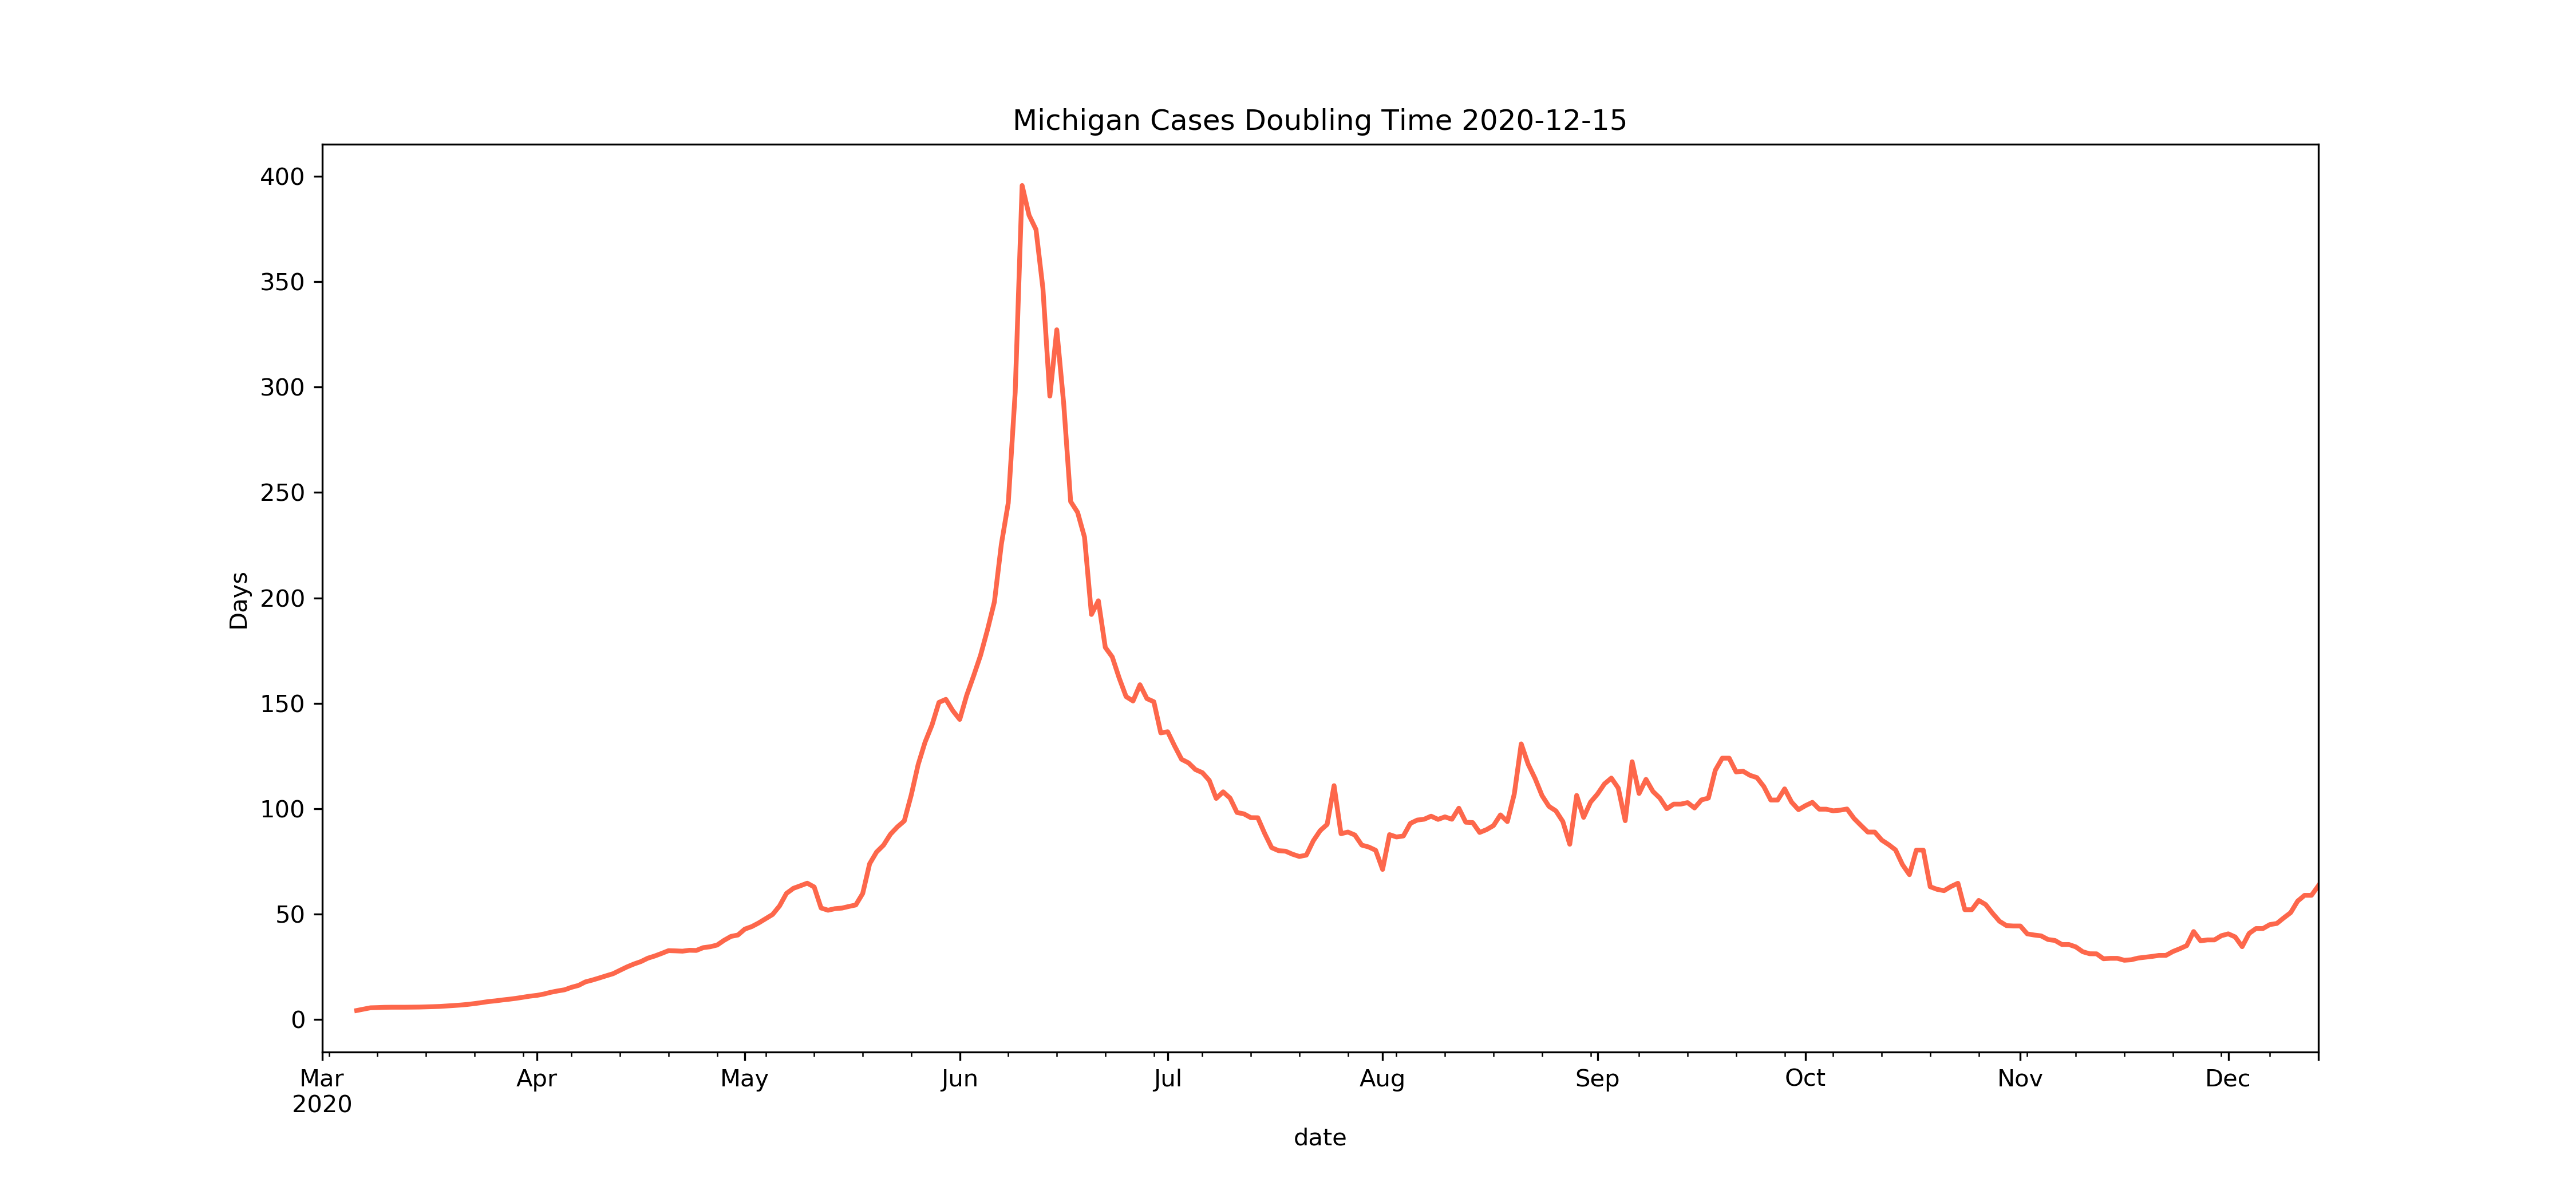 Michigan Cases Doubling Time 2020-12-15
400
350
300
250
200
150
100
50
0
Days
Mar Apr May Jun Jul Aug Sep Oct Nov Dec
2020
date